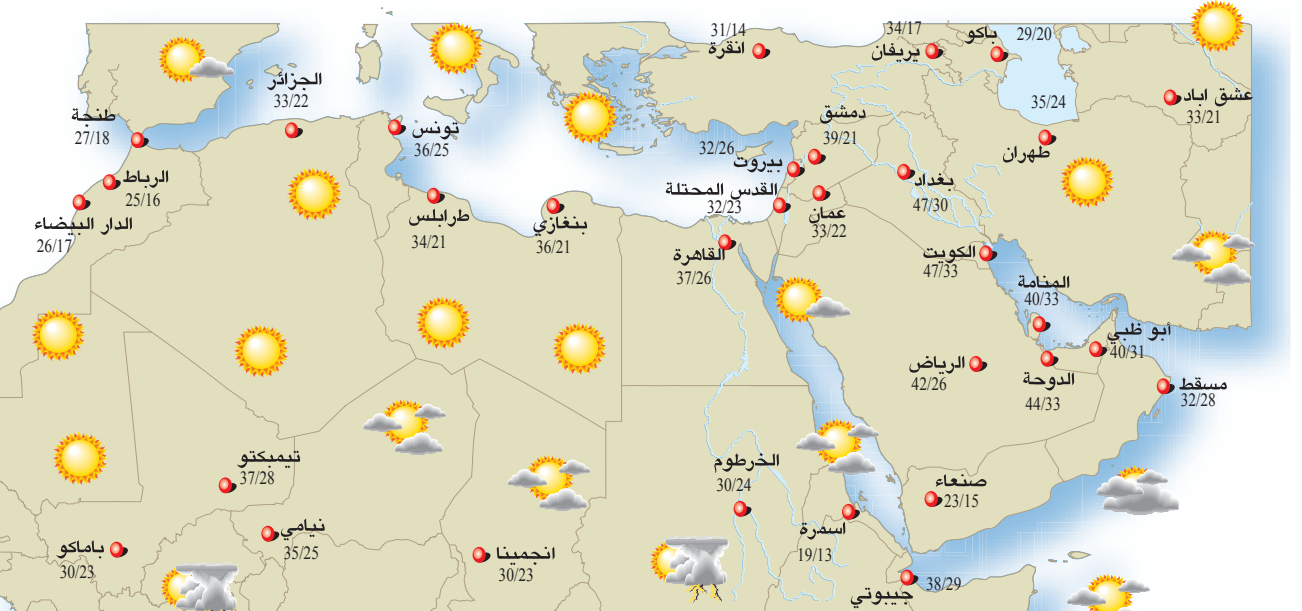 31/14
انقرة
34/17
يريفان
باكو
29/20
35/24
عشق اباد
33/21
طهران
الجزائر
33/22
طنجة
27/18
تونس
36/25
دمشق
39/21
32/26
بيروت
الرباط
25/16
القدس المحتلة
32/23
بغداد
47/30
الدار البيضاء
26/17
طرابلس
34/21
بنغازي
36/21
عمان
33/22
القاهرة
37/26
الكويت
47/33
المنامة
40/33
أبو ظبي
40/31
الرياض
42/26
الدوحة
44/33
مسقط
32/28
تيمبكتو
37/28
الخرطوم
30/24
صنعاء
23/15
نيامي
35/25
باماكو
30/23
انجمينا
30/23
اسمرة
19/13
38/29
جيبوتي